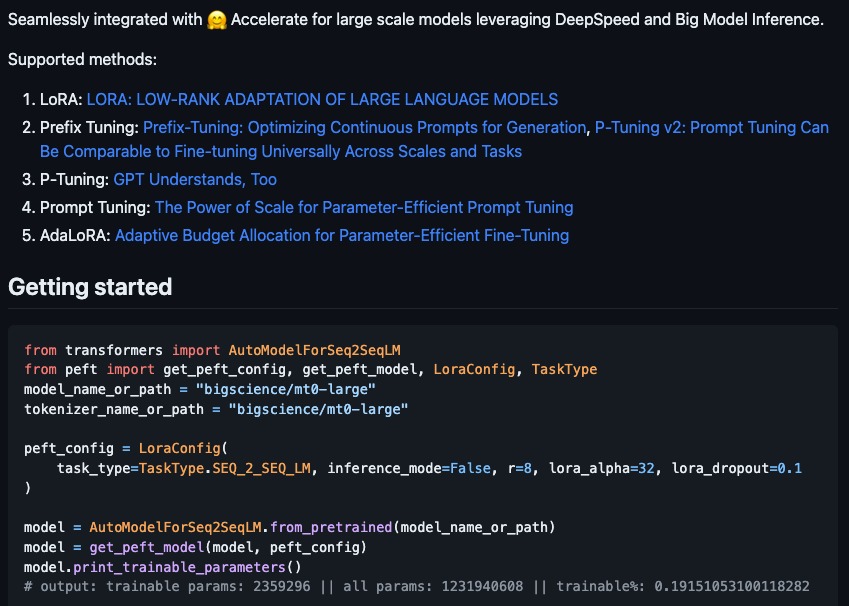 Seamlessly integrated with 🤗 Accelerate for large scale models leveraging DeepSpeed and Big Model Inference.
Supported methods:
1. LoRA: LORA: LOW-RANK ADAPTATION OF LARGE LANGUAGE MODELS
2. Prefix Tuning: Prefix-Tuning: Optimizing Continuous Prompts for Generation, P-Tuning v2: Prompt Tuning Can
Be Comparable to Fine-tuning Universally Across Scales and Tasks
3. P-Tuning: GPT Understands, Too
4. Prompt Tuning: The Power of Scale for Parameter-Efficient Prompt Tuning
5. AdaLoRA: Adaptive Budget Allocation for Parameter-Efficient Fine-Tuning
Getting started
from transformers import AutoModelForSeq2SeqLM
from peft import get_peft_config, get_peft_model, LoraConfig, TaskType
model_name_or_path = "bigscience/mt0-large"
tokenizer_name_or_path = "bigscience/mt0-large"
peft_config = LoraConfig(
    task_type=TaskType.SEQ_2_SEQ_LM, inference_mode=False, r=8, lora_alpha=32, lora_dropout=0.1
)
model = AutoModelForSeq2SeqLM.from_pretrained(model_name_or_path)
model = get_peft_model(model, peft_config)
model.print_trainable_parameters()
# output: trainable params: 2359296 || all params: 1231940608 || trainable%: 0.19151053100118282